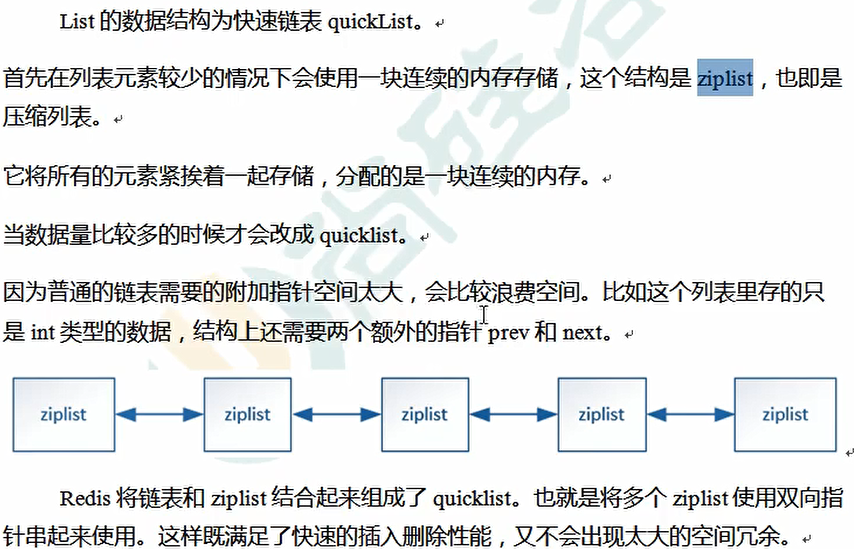 List 的数据结构为快速链表 quickList。
首先在列表元素较少的情况下会使用一块连续的内存存储，这个结构是 ziplist，也即是
压缩列表。
它将所有的元素紧挨着一起存储，分配的是一块连续的内存。
当数据量比较多的时候才会改成 quicklist。
因为普通的链表需要的附加指针空间太大，会比较浪费空间。比如这个列表里存的只
是 int 类型的数据，结构上还需要两个额外的指针 prev 和 next。
ziplist ziplist ziplist ziplist ziplist
Redis 将链表和 ziplist 结合起来组成了 quicklist。也就是将多个 ziplist 使用双向指
针串起来使用。这样既满足了快速的插入删除性能，又不会出现太大的空间冗余。